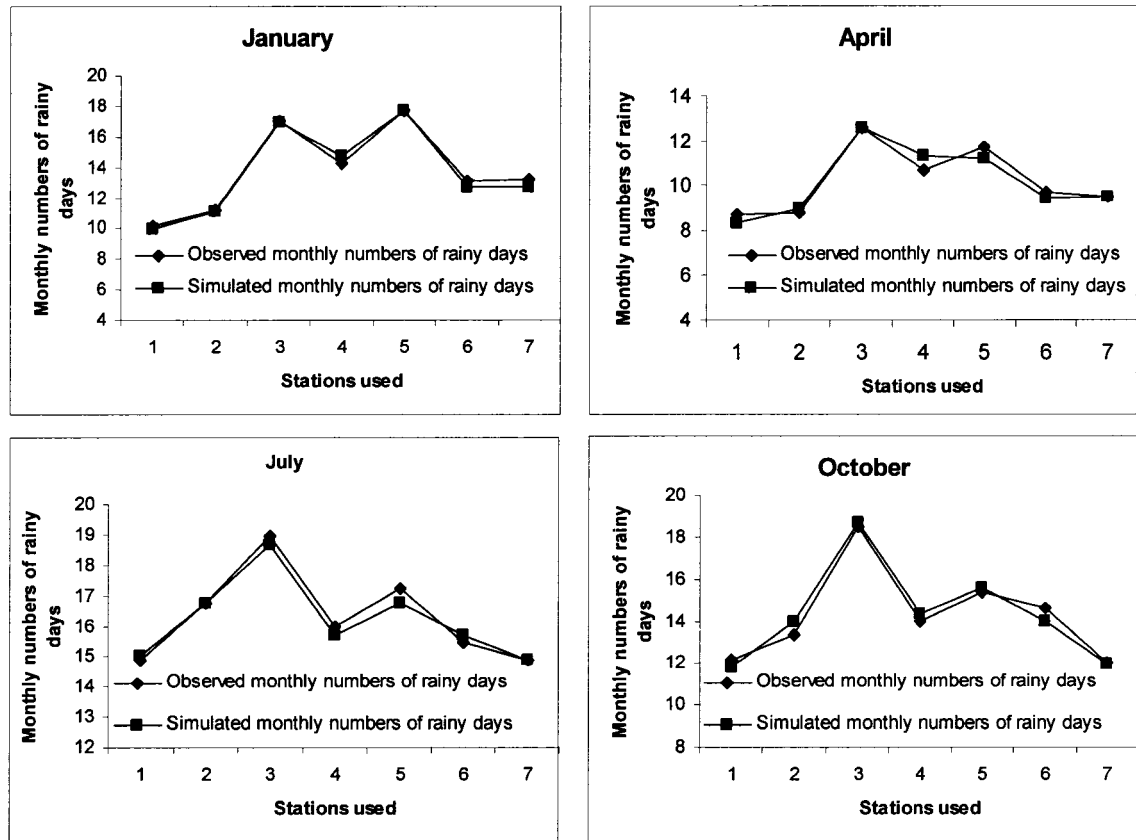 January
Monthly numbers of rainy
days
20
18
16
14
12
10
8
6
4
Observed monthly numbers of rainy days
Simulated monthly numbers of rainy days
1 2 3 4 5 6 7
Stations used
April
Monthly numbers of rainy
days
14
12
10
8
6
4
Observed monthly numbers of rainy days
Simulated monthly numbers of rainy days
1 2 3 4 5 6 7
Stations used
July
Monthly numbers of rainy
days
20
19
18
17
16
15
14
13
12
Observed monthly numbers of rainy days
Simulated monthly numbers of rainy days
1 2 3 4 5 6 7
Stations used
October
Monthly numbers of rainy
days
20
18
16
14
12
10
8
Observed monthly numbers of rainy days
Simulated monthly numbers of rainy days
1 2 3 4 5 6 7
Stations used